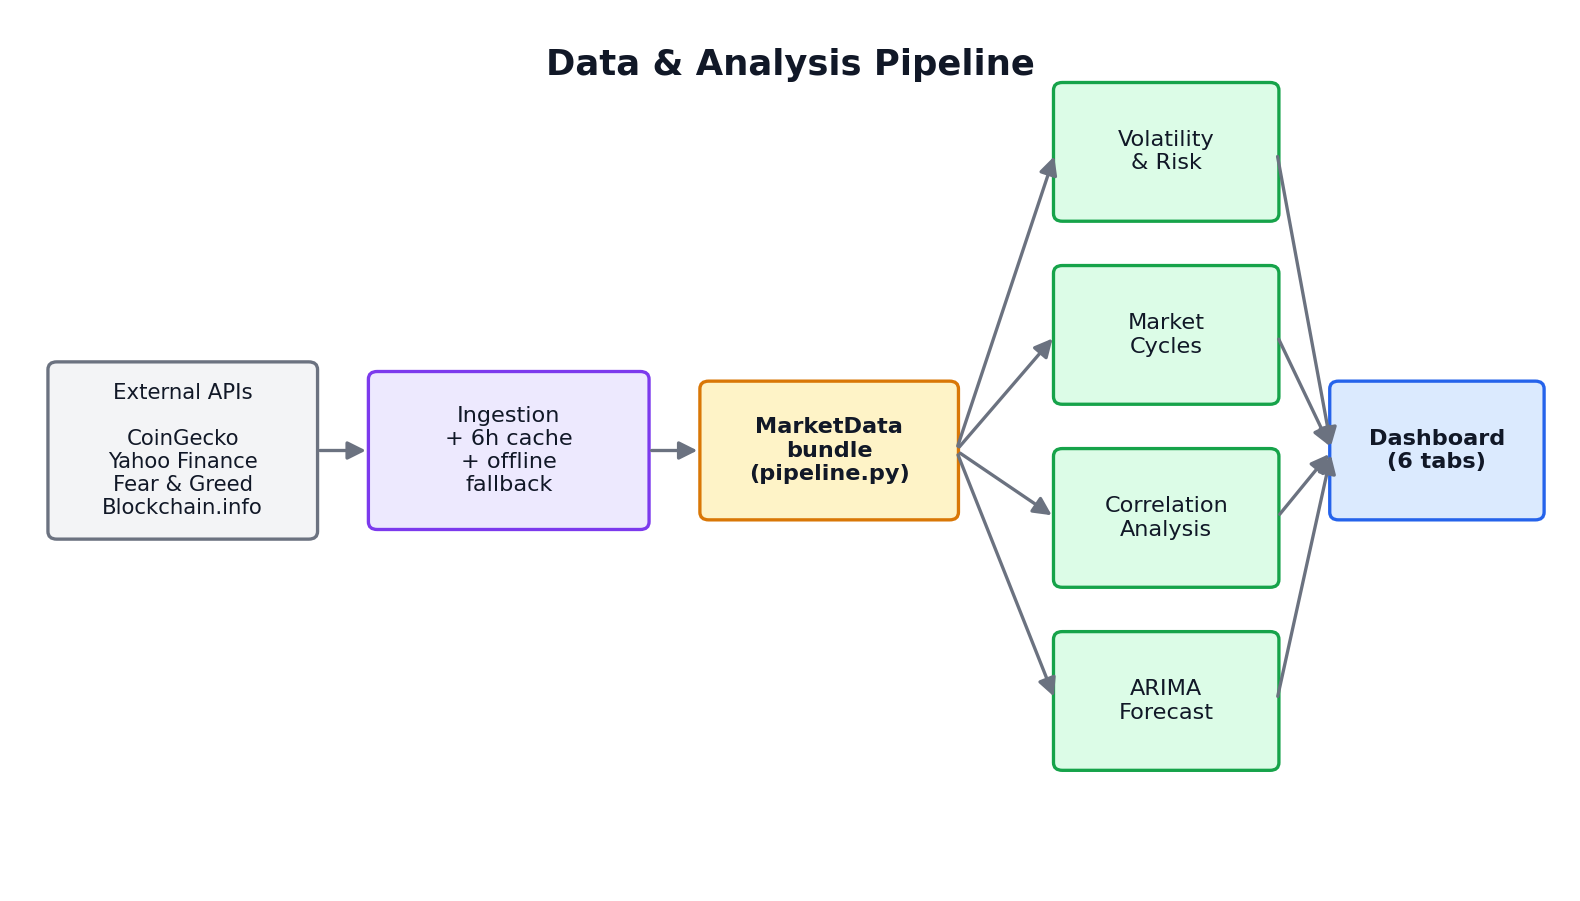 Data & Analysis Pipeline
External APIs
CoinGecko
Yahoo Finance
Fear & Greed
Blockchain.info
Ingestion
+ 6h cache
+ offline
fallback
MarketData
bundle
(pipeline.py)
Volatility
& Risk
Market
Cycles
Correlation
Analysis
ARIMA
Forecast
Dashboard
(6 tabs)